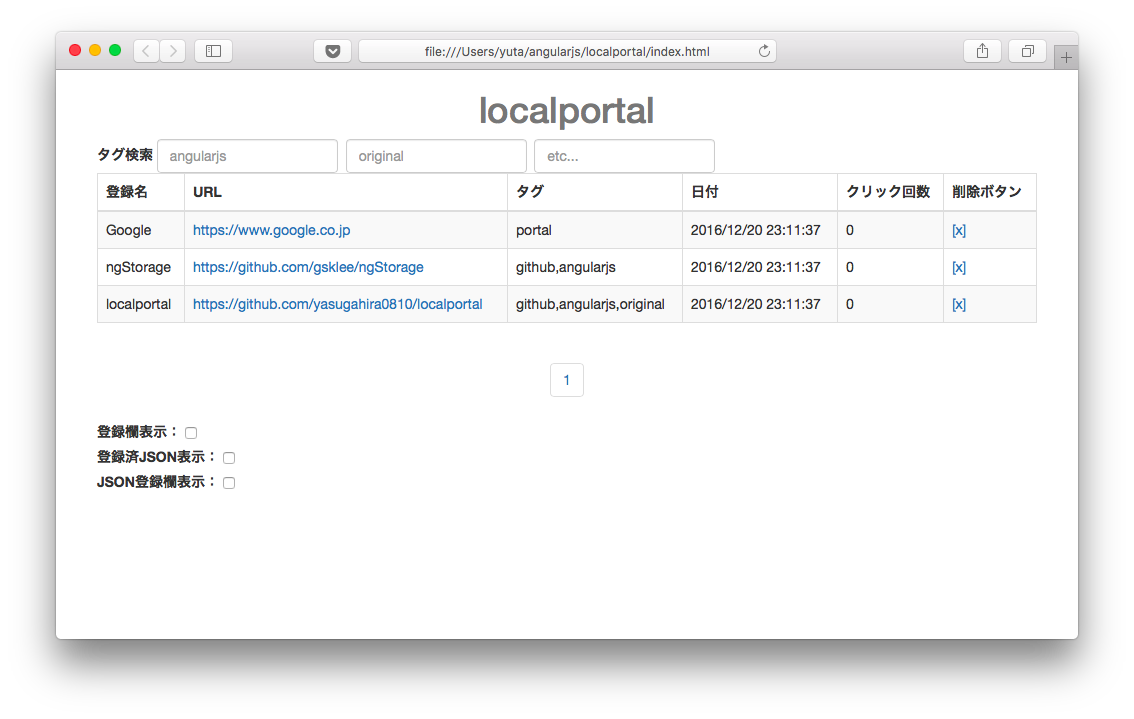 file:///Users/yuta/angularjs/localportal/index.html
localportal
タグ検索 angularjs original etc...
登録名 URL タグ 日付 クリック回数 削除ボタン
Google https://www.google.co.jp portal 2016/12/20 23:11:37 0 [x]
ngStorage https://github.com/gsklee/ngStorage github,angularjs 2016/12/20 23:11:37 0 [x]
localportal https://github.com/yasugahira0810/localportal github,angularjs,original 2016/12/20 23:11:37 0 [x]
1
登録欄表示：
登録済JSON表示：
JSON登録欄表示：